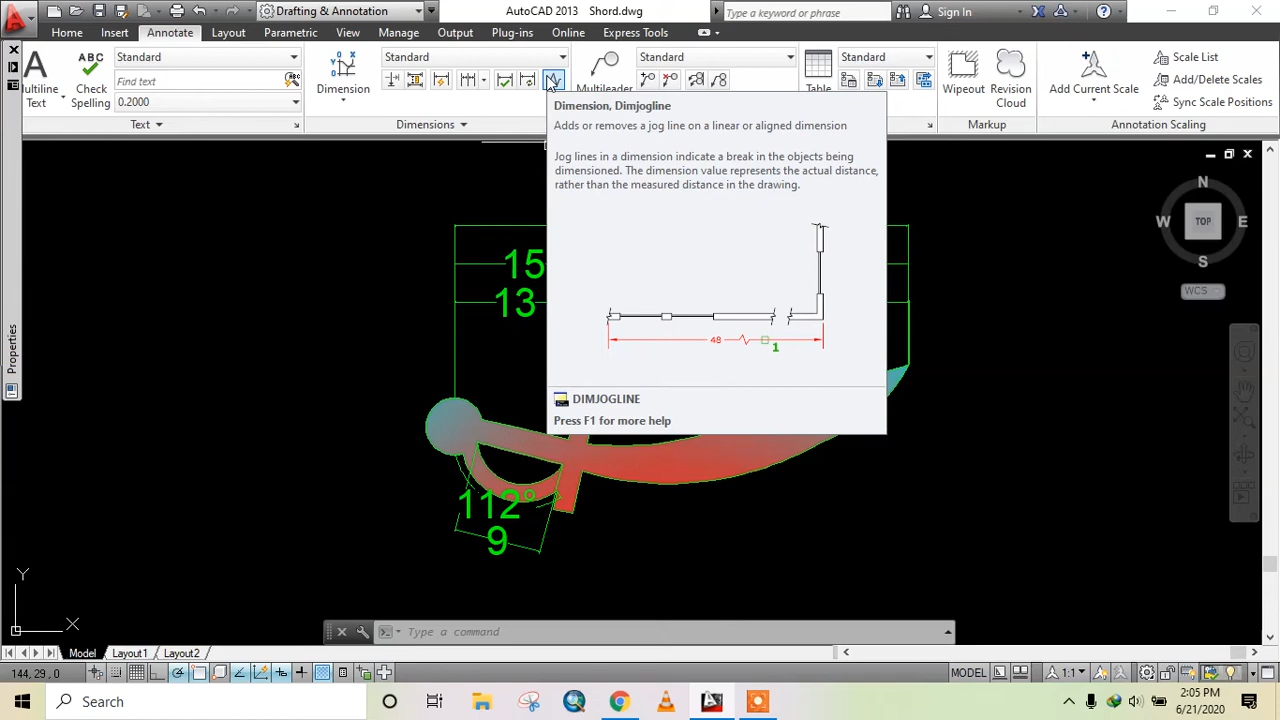 Drafting & Annotation
AutoCAD 2013 Shord.dwg
Type a keyword or phrase
Sign In
Home Insert Annotate Layout Parametric View Manage Output Plug-ins Online Express Tools
Standard
Standard
Standard
Standard
Find text
0.2000
ultiline
Text
ABC
Check
Spelling
Dimension
Multileader
Table
Wipeout
Revision
Cloud
Add Current Scale
Scale List
Add/Delete Scales
Sync Scale Positions
Text
Dimensions
Markup
Annotation Scaling
Dimension, Dimjogline
Adds or removes a jog line on a linear or aligned dimension
Jog lines in a dimension indicate a break in the objects being
dimensioned. The dimension value represents the actual distance,
rather than the measured distance in the drawing.
48
1
DIMJOGLINE
Press F1 for more help
N
W TOP E
S
WCS
Properties
15
13
112°
9
Y
X
Type a command
Model Layout1 Layout2
144, 29, 0
MODEL
1:1
Search
2:05 PM
6/21/2020